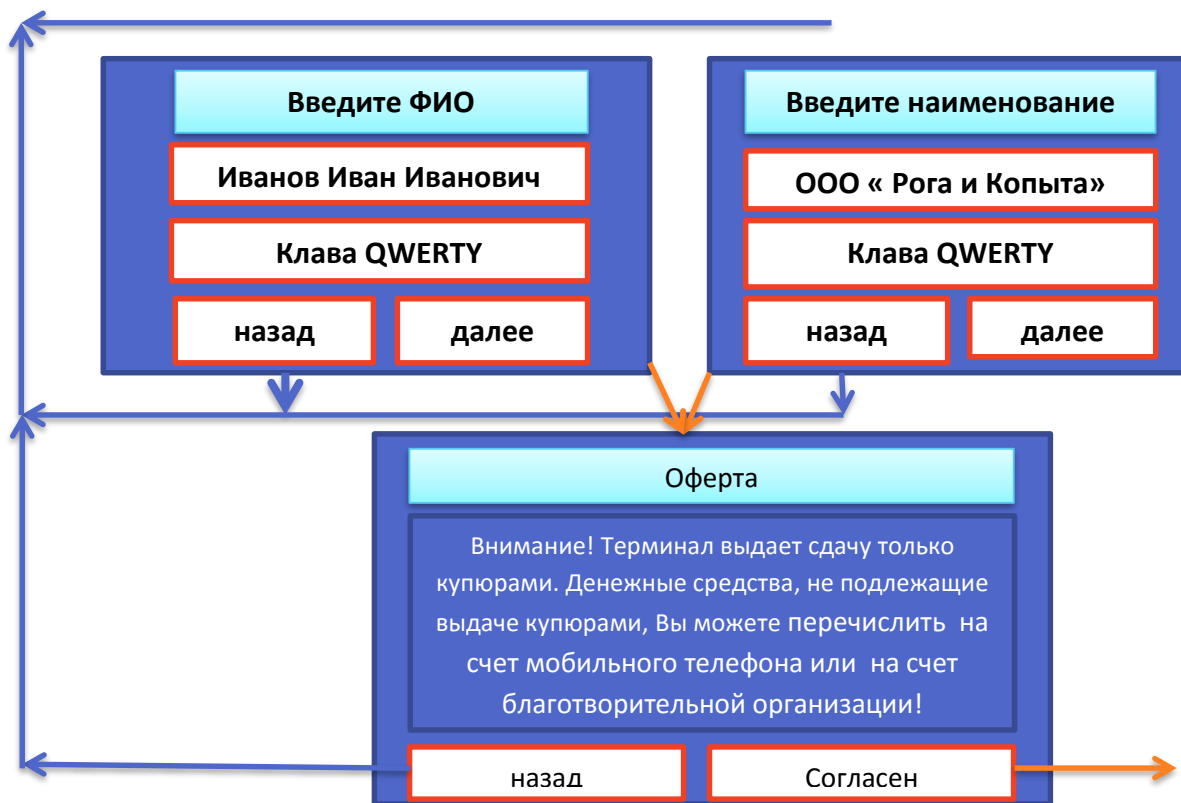 Введите ФИО
Иванов Иван Иванович
Клава QWERTY
назад далее
Введите наименование
ООО « Рога и Копыта»
Клава QWERTY
назад далее
Оферта
Внимание! Терминал выдает сдачу только
купюрами. Денежные средства, не подлежащие
выдаче купюрами, Вы можете перечислить на
счет мобильного телефона или на счет
благотворительной организации!
назад Согласен